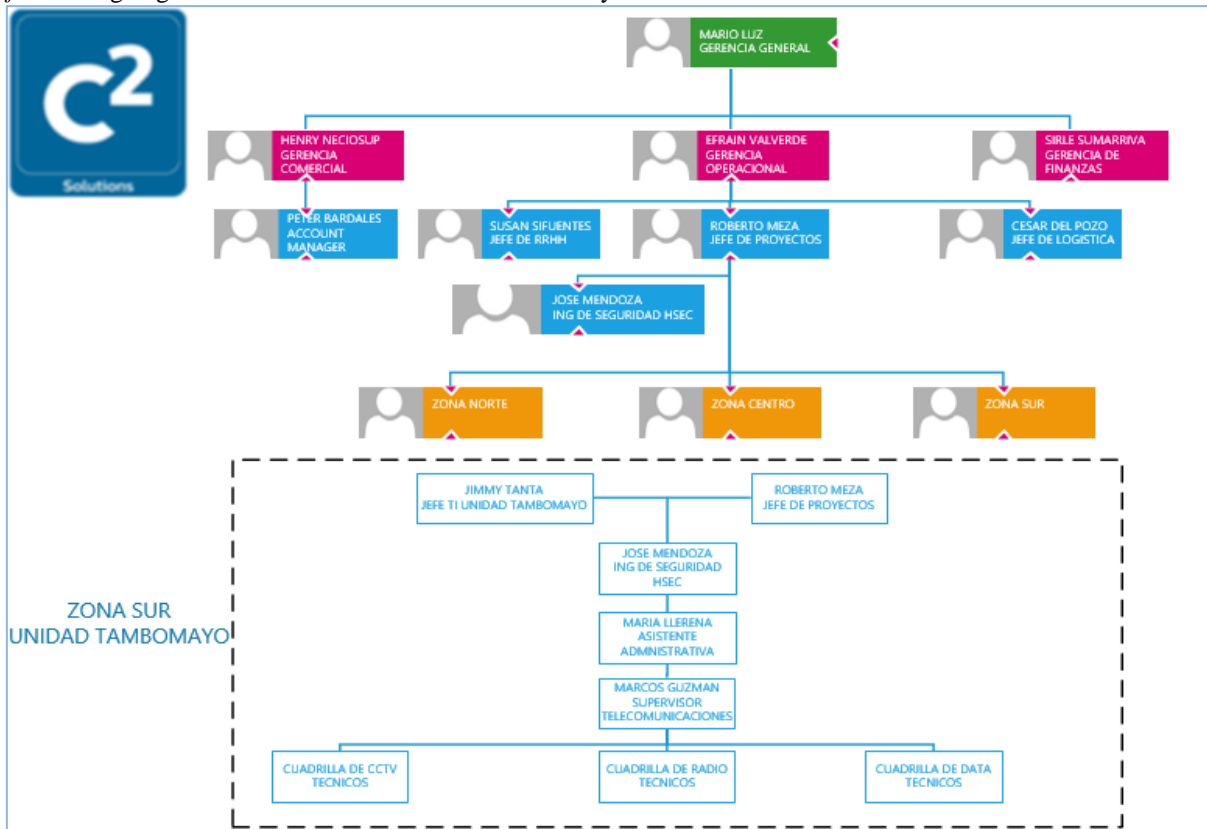 C2
Solutions
MARIO LUZ
GERENCIA GENERAL
HENRY NECIOSUP
GERENCIA
COMERCIAL
EFRAIN VALVERDE
GERENCIA
OPERACIONAL
SIRLE SUMARRIVA
GERENCIA DE
FINANZAS
PETER BARDALES
ACCOUNT
MANAGER
SUSAN SIFUENTES
JEFE DE RRHH
ROBERTO MEZA
JEFE DE PROYECTOS
CESAR DEL POZO
JEFE DE LOGISTICA
JOSE MENDOZA
ING DE SEGURIDAD HSEC
ZONA NORTE
ZONA CENTRO
ZONA SUR
JIMMY TANTA
JEFE TI UNIDAD TAMBOMAYO
ROBERTO MEZA
JEFE DE PROYECTOS
JOSE MENDOZA
ING DE SEGURIDAD
HSEC
ZONA SUR
UNIDAD TAMBOMAYO
MARIA LLERENA
ASISTENTE
ADMNISTRATIVA
MARCOS GUZMAN
SUPERVISOR
TELECOMUNICACIONES
CUADRILLA DE CCTV
TECNICOS
CUADRILLA DE RADIO
TECNICOS
CUADRILLA DE DATA
TECNICOS